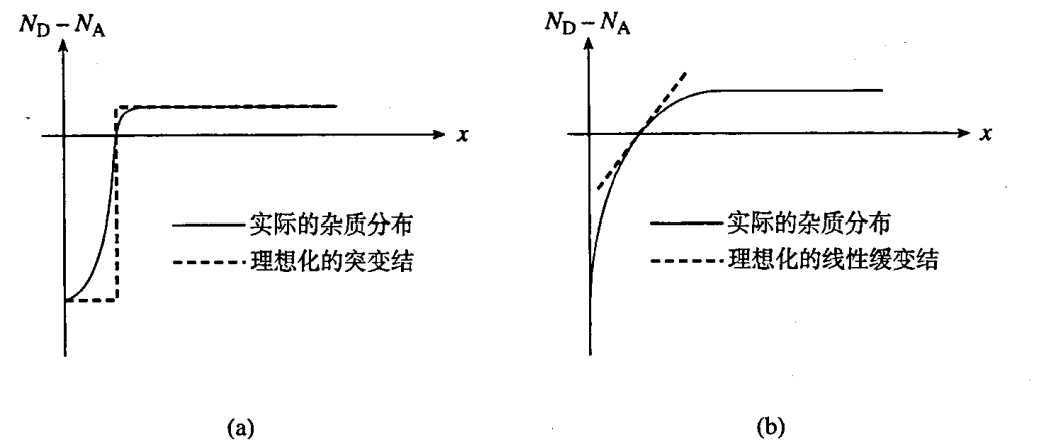 N_D − N_A
x
实际的杂质分布
理想化的突变结
(a)
N_D − N_A
x
实际的杂质分布
理想化的线性缓变结
(b)